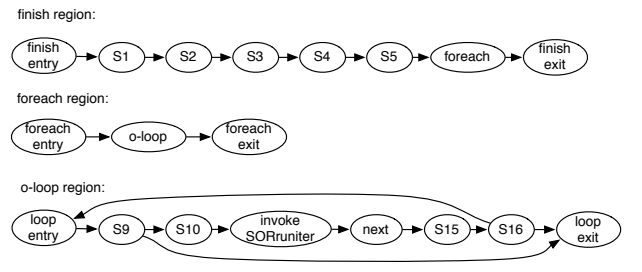 finish region:
finish entry S1 S2 S3 S4 S5 foreach finish exit
foreach region:
foreach entry o-loop foreach exit
o-loop region:
loop entry S9 S10 invoke SORruniter next S15 S16 loop exit